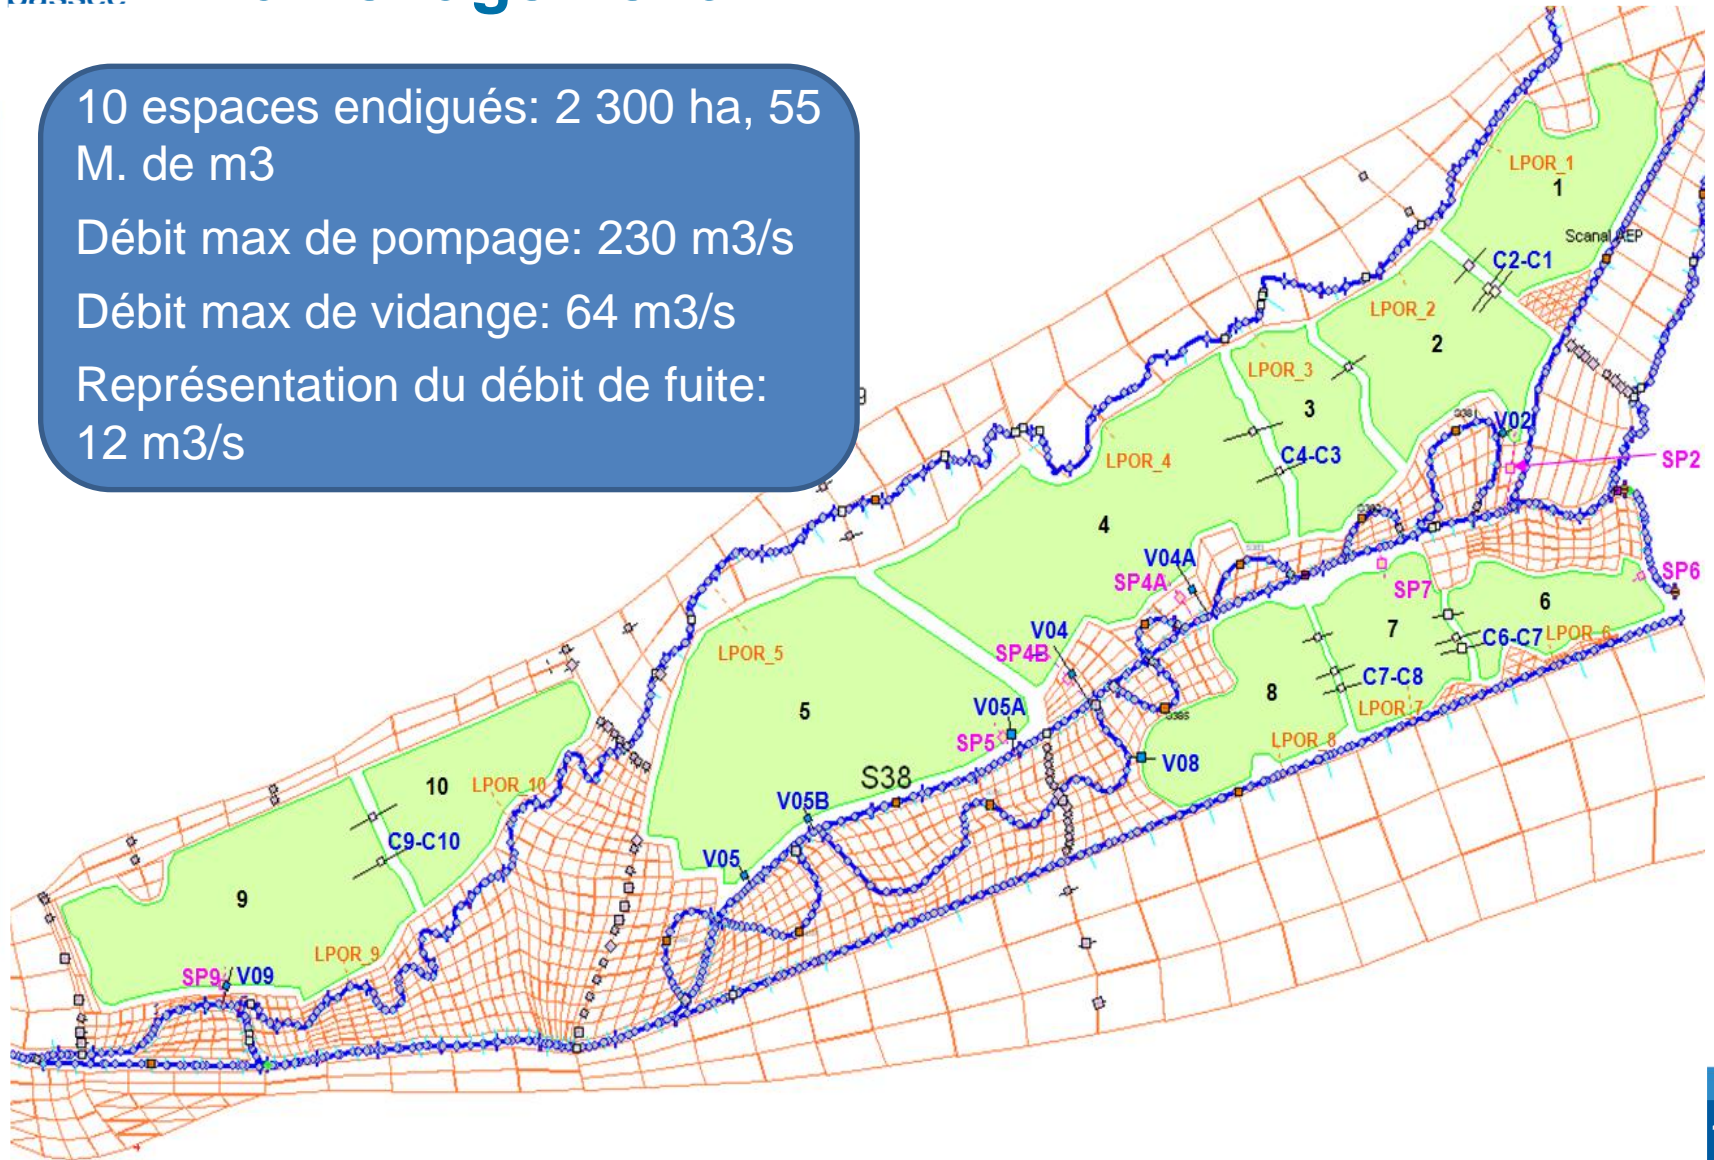 10 espaces endigués: 2 300 ha, 55
M. de m3
Débit max de pompage: 230 m3/s
Débit max de vidange: 64 m3/s
Représentation du débit de fuite:
12 m3/s
LPOR_1
1
Scanal AEP
C2-C1
LPOR_2
2
LPOR_3
3
V02
SP2
LPOR_4
C4-C3
4
V04A
SP4A
SP7
SP6
6
V04
7
C6-C7
LPOR_6
SP4B
LPOR_5
C7-C8
8
5
V05A
LPOR_7
SP5
LPOR_8
V08
S38
10
LPOR_10
V05B
C9-C10
V05
9
LPOR_9
SP9
V09